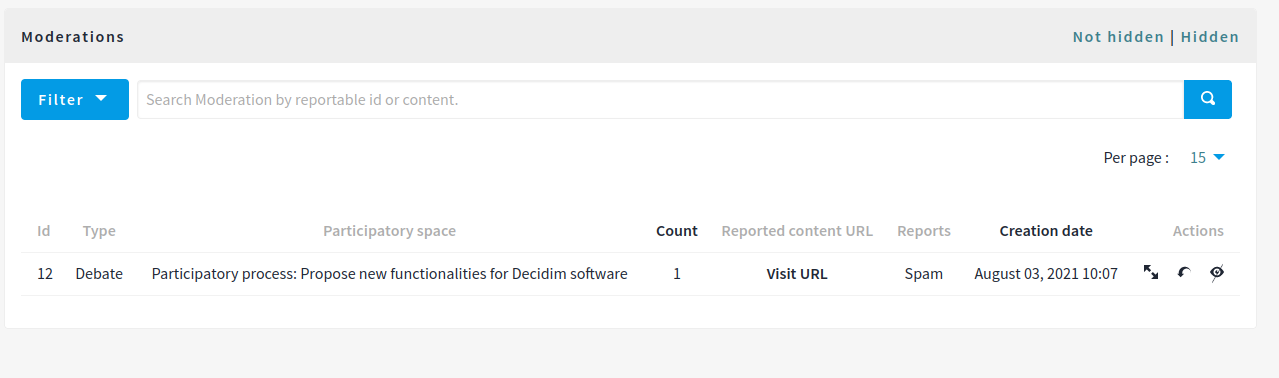 Moderations Not hidden | Hidden
Filter Search Moderation by reportable id or content.
Per page : 15
Id Type Participatory space Count Reported content URL Reports Creation date Actions
12 Debate Participatory process: Propose new functionalities for Decidim software 1 Visit URL Spam August 03, 2021 10:07